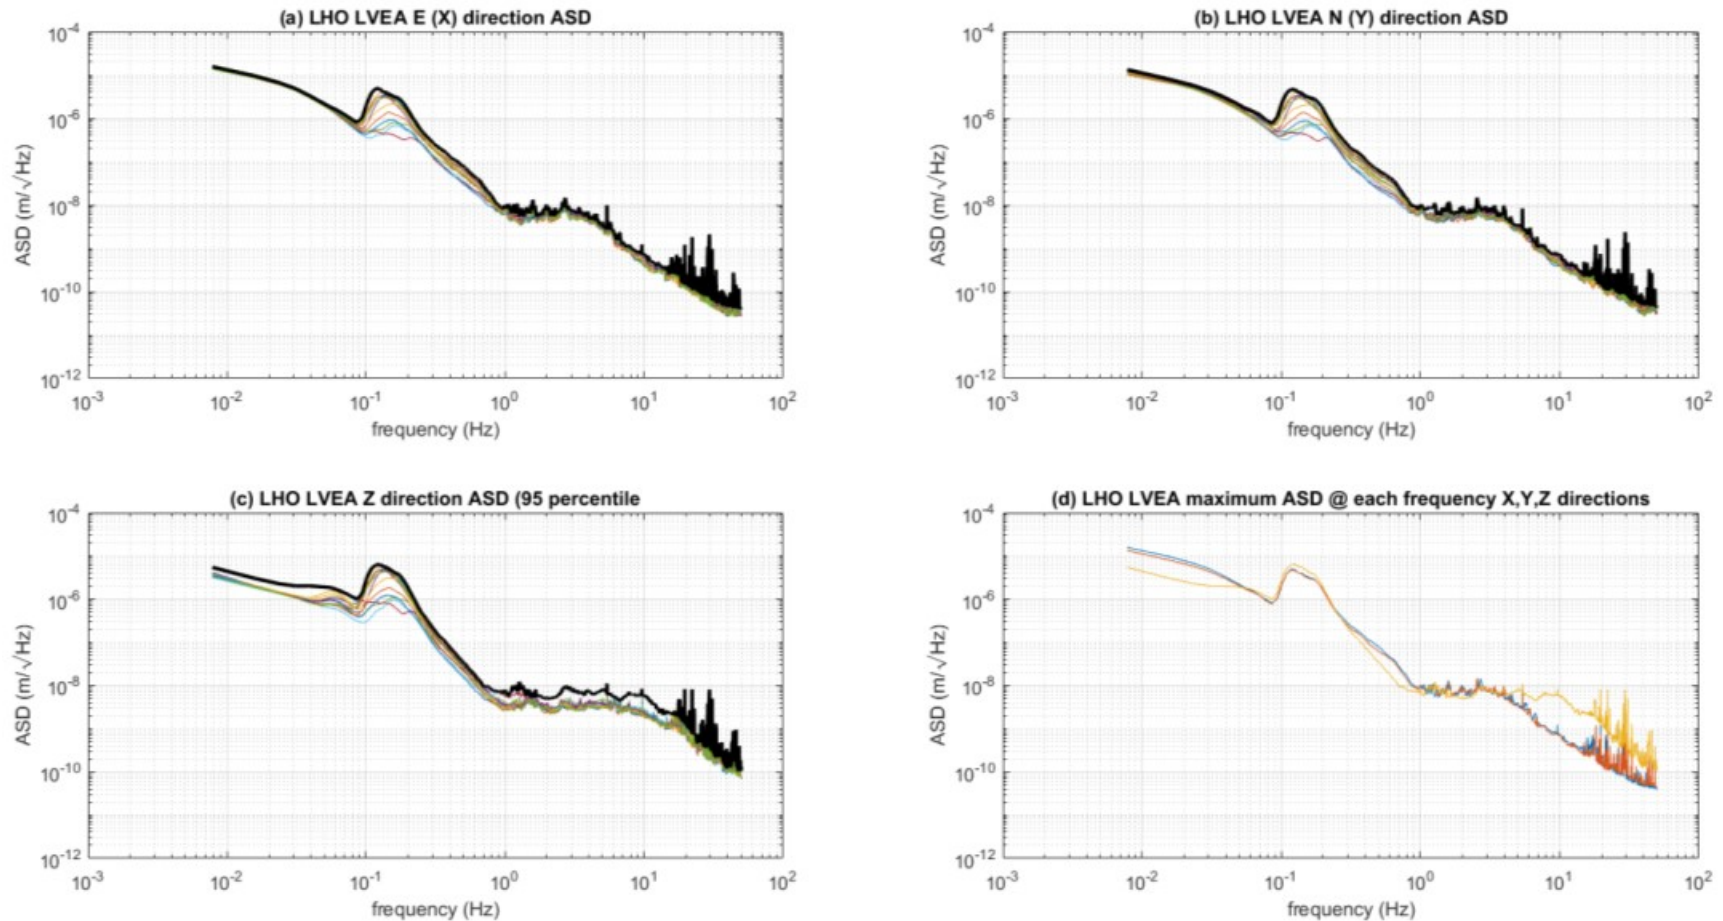 (a) LHO LVEA E (X) direction ASD
10-4
10-6
10-8
10-10
10-12
ASD (m/√Hz)
10-3 10-2 10-1 100 101 102
frequency (Hz)
(b) LHO LVEA N (Y) direction ASD
10-4
10-6
10-8
10-10
10-12
ASD (m/√Hz)
10-3 10-2 10-1 100 101 102
frequency (Hz)
(c) LHO LVEA Z direction ASD (95 percentile
10-4
10-6
10-8
10-10
10-12
ASD (m/√Hz)
10-3 10-2 10-1 100 101 102
frequency (Hz)
(d) LHO LVEA maximum ASD @ each frequency X,Y,Z directions
10-4
10-6
10-8
10-10
10-12
ASD (m/√Hz)
10-3 10-2 10-1 100 101 102
frequency (Hz)